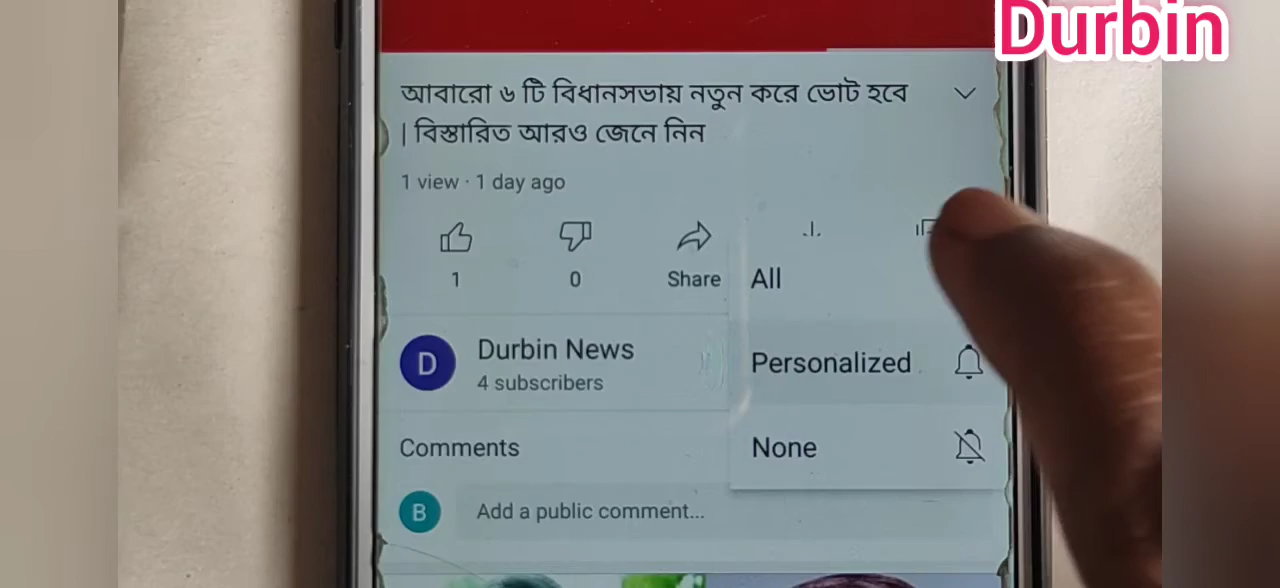 Durbin
আবারো ৬ টি বিধানসভায় নতুন করে ভোট হবে
| বিস্তারিত আরও জেনে নিন
1 view · 1 day ago
1
0
Share
All
D
Durbin News
4 subscribers
Personalized
Comments
None
B
Add a public comment...